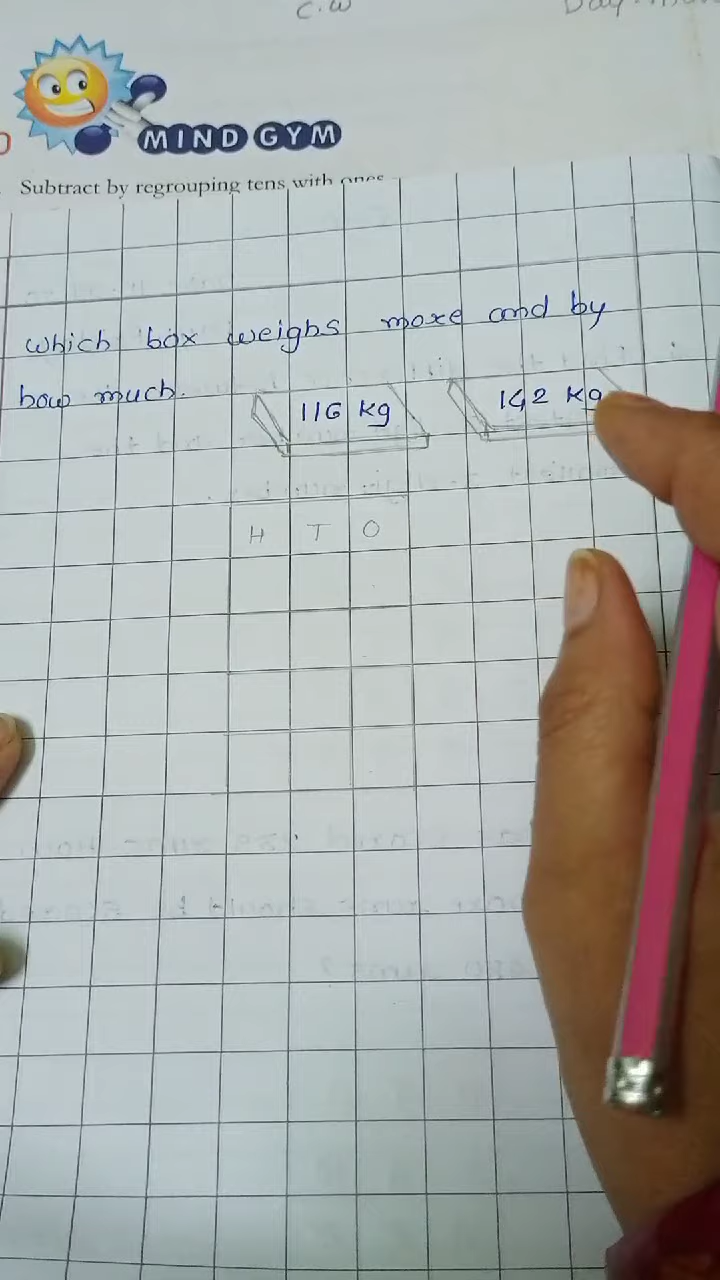 C.W
MIND GYM
Subtract by regrouping tens with ones
which box weighs more and by
how much.
116 kg
142 kg
H T O